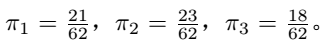 π₁ = 21/62，π₂ = 23/62，π₃ = 18/62。